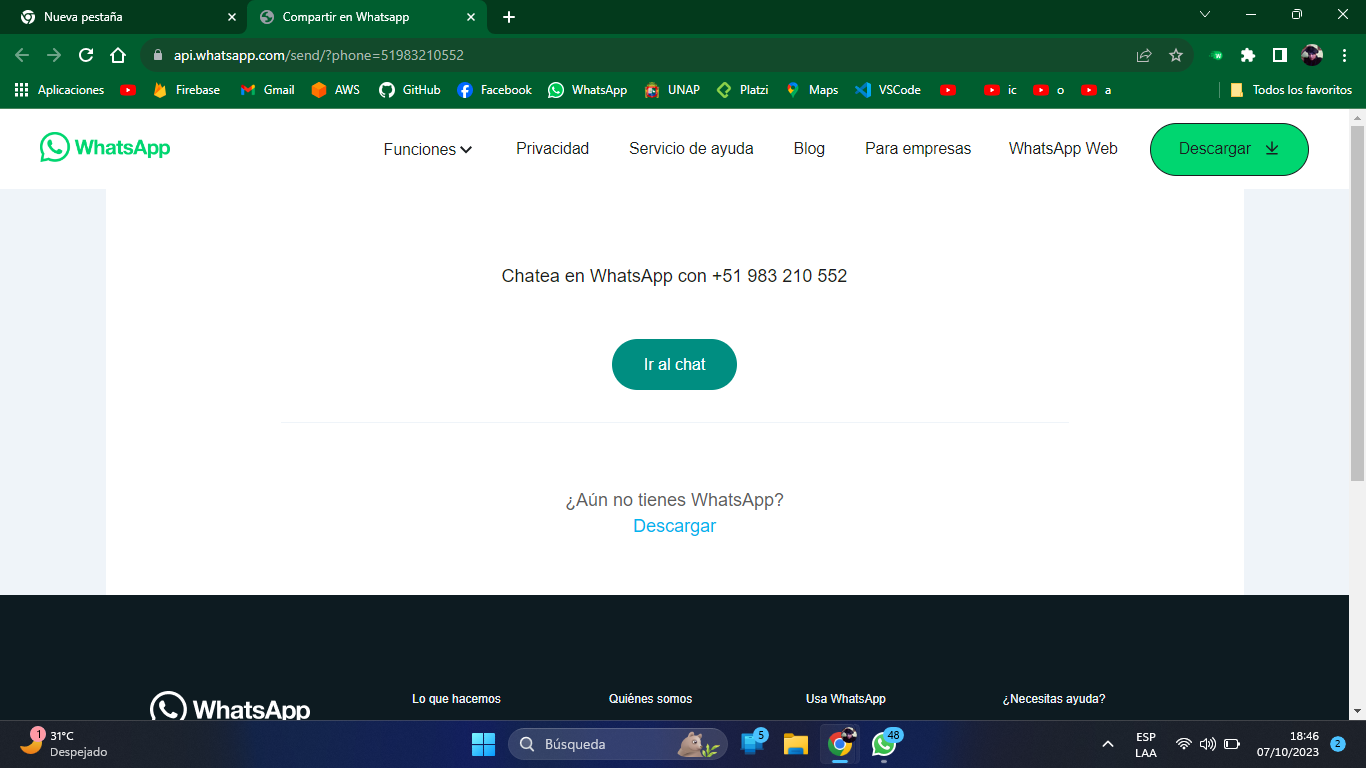 Nueva pestaña
Compartir en Whatsapp
api.whatsapp.com/send/?phone=51983210552
Aplicaciones Firebase Gmail AWS GitHub Facebook WhatsApp UNAP Platzi Maps VSCode ic o a Todos los favoritos
WhatsApp Funciones Privacidad Servicio de ayuda Blog Para empresas WhatsApp Web Descargar
Chatea en WhatsApp con +51 983 210 552
Ir al chat
¿Aún no tienes WhatsApp?
Descargar
WhatsApp Lo que hacemos Quiénes somos Usa WhatsApp ¿Necesitas ayuda?
1 31°C
Despejado
Búsqueda
5
48
ESP
LAA
18:46
07/10/2023
2